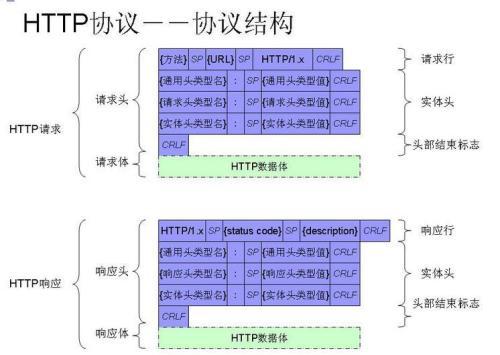 HTTP协议－－协议结构
{方法} SP {URL} SP HTTP/1.x CRLF 请求行
{通用头类型名} : SP {通用头类型值} CRLF
请求头 {请求头类型名} : SP {请求头类型值} CRLF 实体头
HTTP请求 {实体头类型名} : SP {实体头类型值} CRLF
CRLF 头部结束标志
请求体 HTTP数据体
HTTP/1.x SP {status code} SP {description} CRLF 响应行
{通用头类型名} : SP {通用头类型值} CRLF
响应头 {响应头类型名} : SP {响应头类型值} CRLF 实体头
HTTP响应 {实体头类型名} : SP {实体头类型值} CRLF
CRLF 头部结束标志
响应体 HTTP数据体